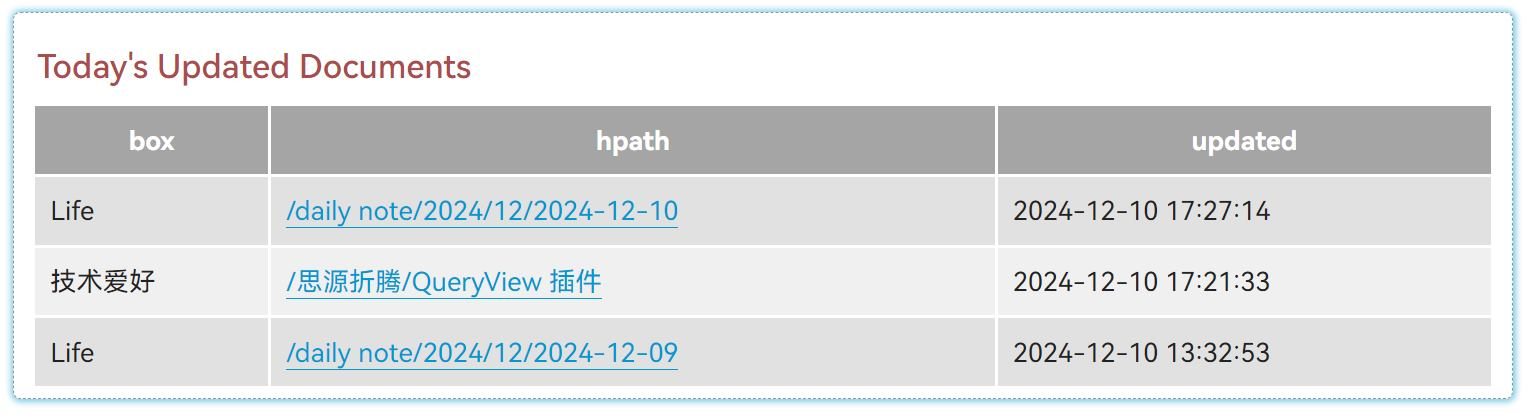 Today's Updated Documents
box hpath updated
Life /daily note/2024/12/2024-12-10 2024-12-10 17:27:14
技术爱好 /思源折腾/QueryView 插件 2024-12-10 17:21:33
Life /daily note/2024/12/2024-12-09 2024-12-10 13:32:53